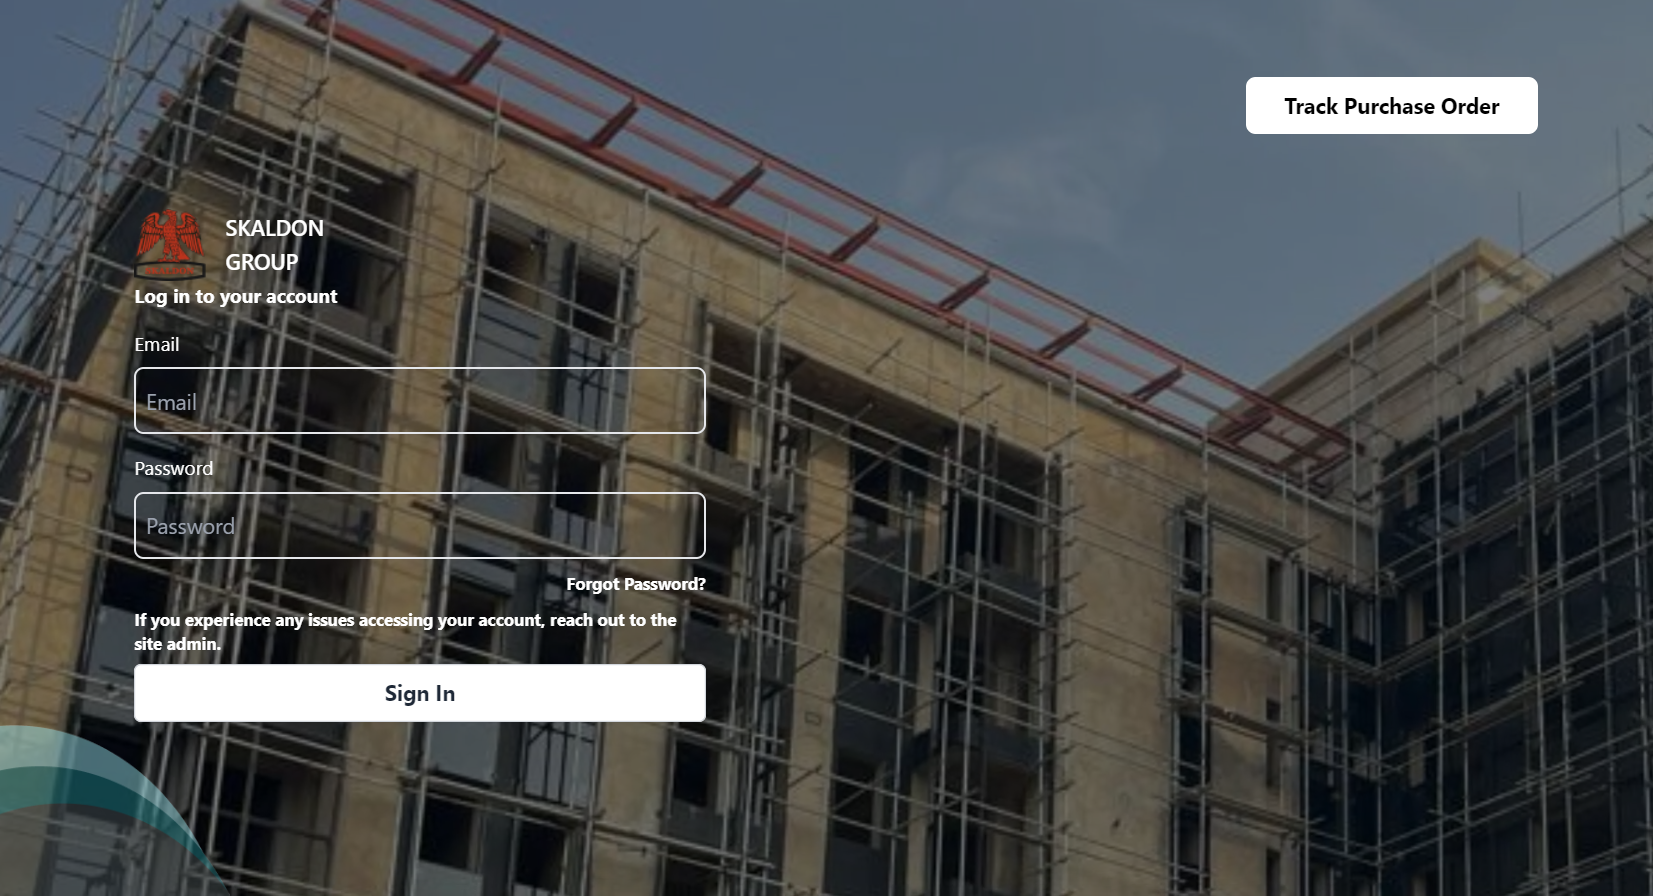 Track Purchase Order
SKALDON
GROUP
SKALDON
Log in to your account
Email
Email
Password
Password
Forgot Password?
If you experience any issues accessing your account, reach out to the
site admin.
Sign In